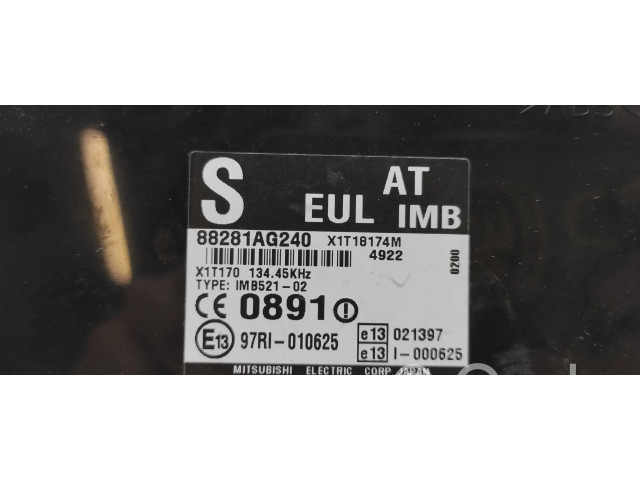 S EUL AT IMB
88281AG240 X1T18174M
4922
0200
X1T170 134.45KHz
TYPE: IMB521-02
CE 0891
E13 97RI-010625
e13 021397
e13 I-000625
MITSUBISHI ELECTRIC CORP. JAPAN